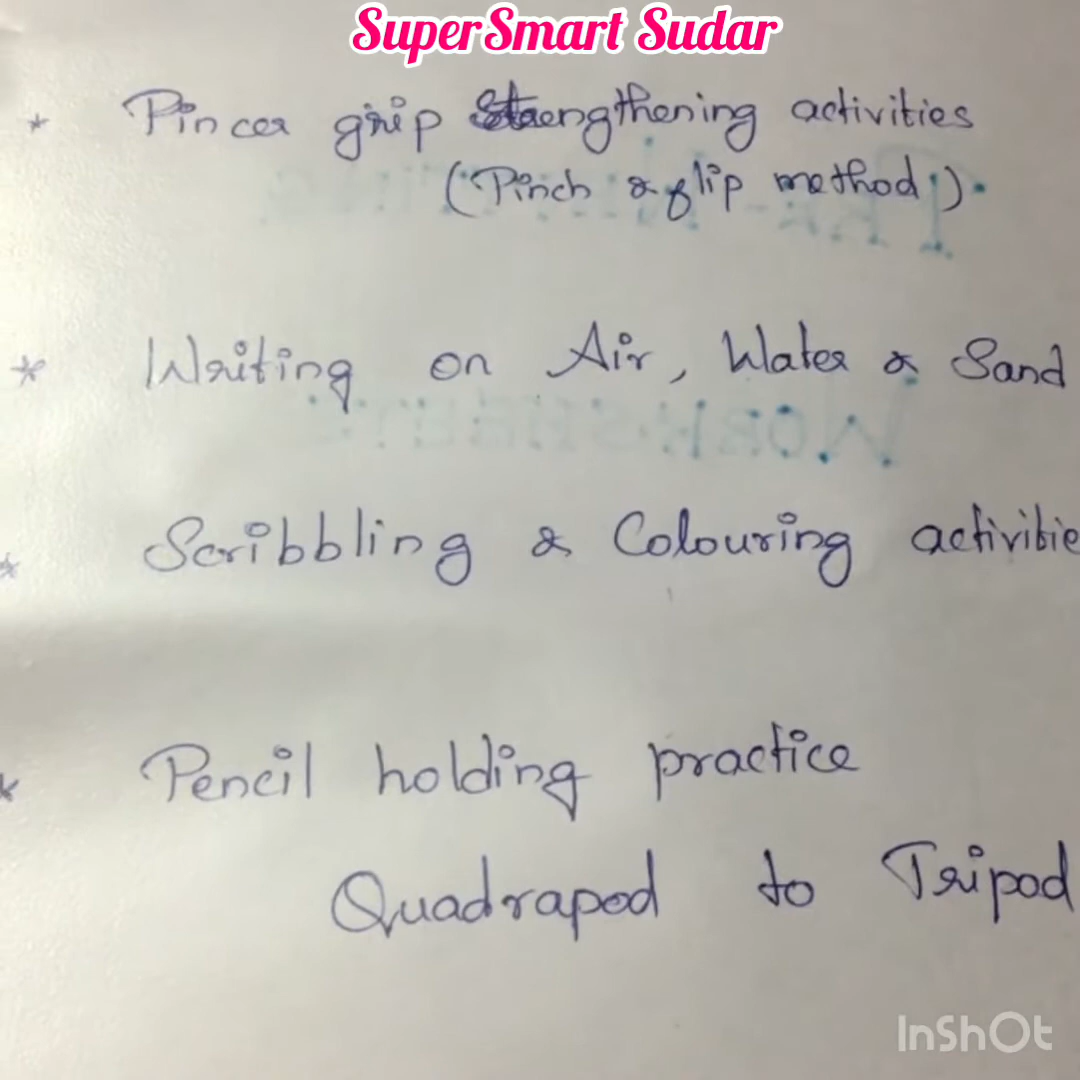 SuperSmart Sudar
* Pincer grip Strengthening activities
(Pinch & flip method)
* Writing on Air, Water & Sand
* Scribbling & Colouring activitie
* Pencil holding practice
Quadrapod to Tripod
InShOt